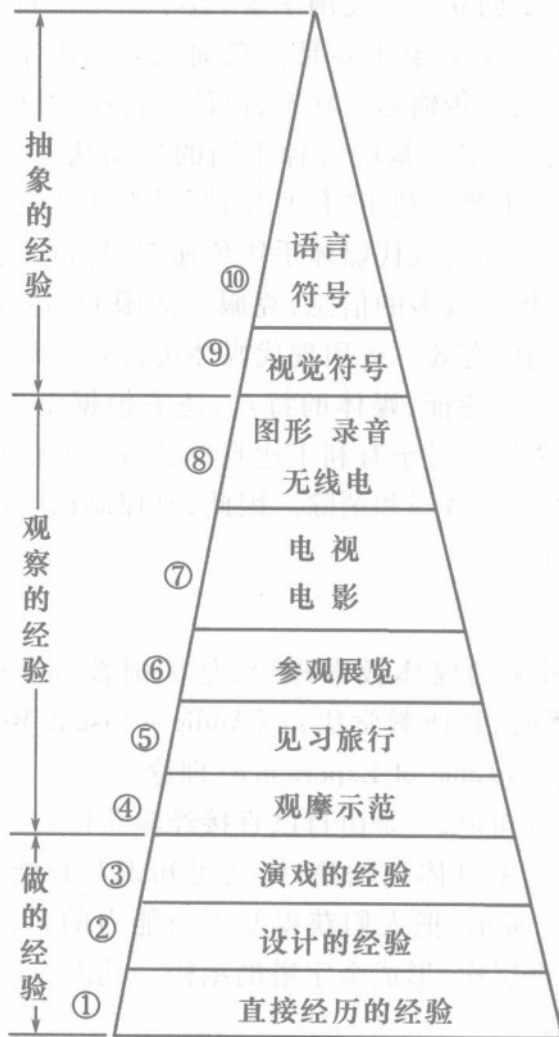 抽象的经验
⑩
语言
符号
⑨
视觉符号
观察的经验
⑧
图形 录音
无线电
⑦
电 视
电 影
⑥
参观展览
⑤
见习旅行
④
观摩示范
做的经验
③
演戏的经验
②
设计的经验
①
直接经历的经验